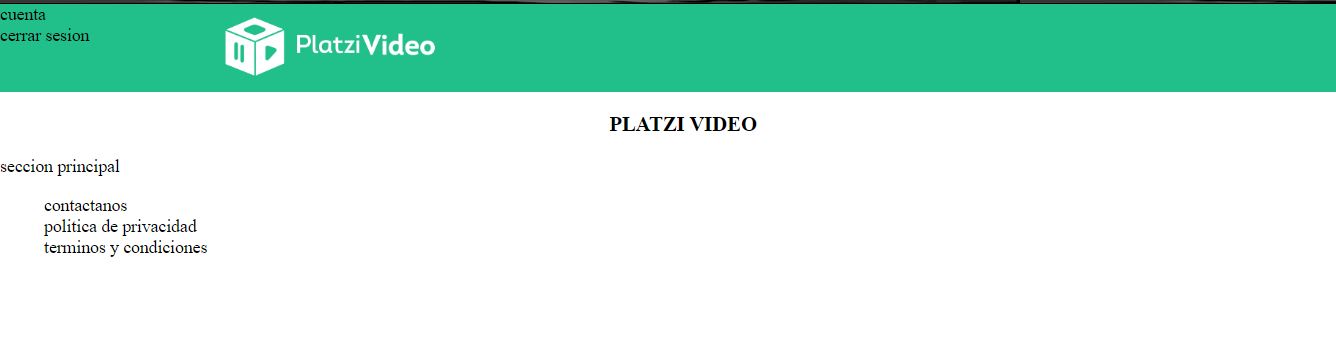 cuenta
cerrar sesion
PlatziVideo
PLATZI VIDEO
seccion principal
contactanos
politica de privacidad
terminos y condiciones